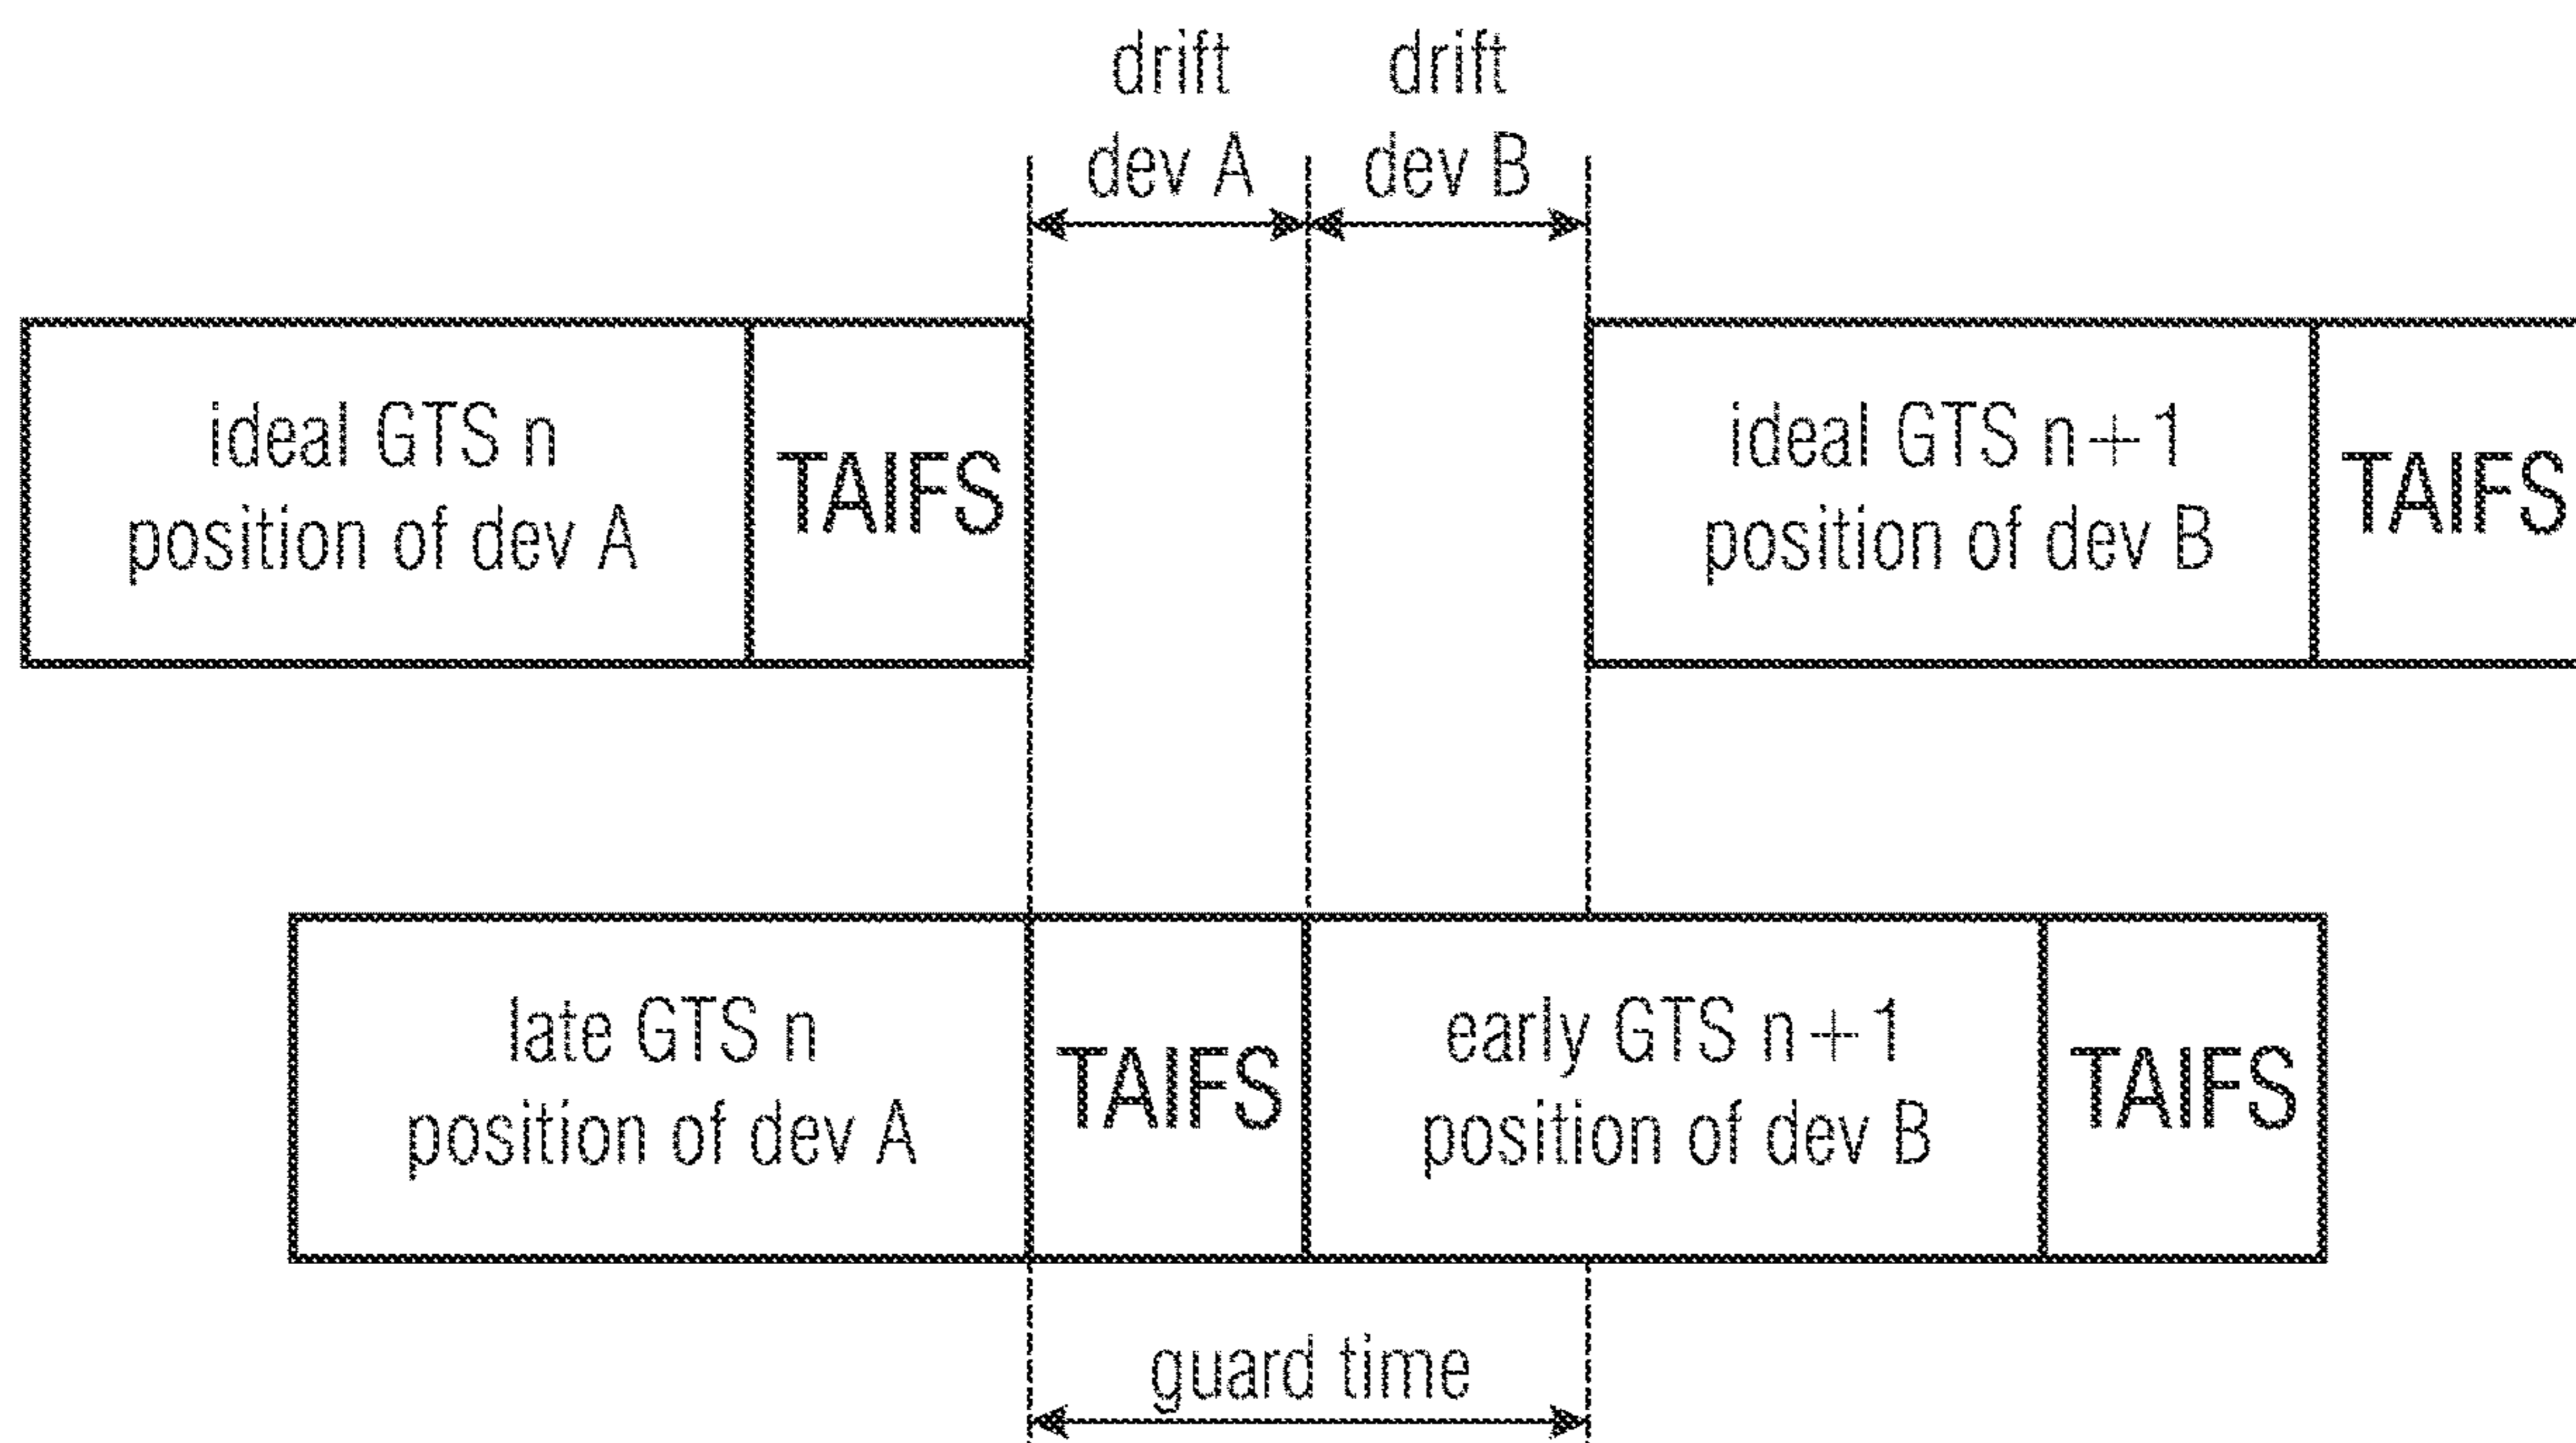 drift
dev A
drift
dev B
ideal GTS n
position of dev A
TAIFS
ideal GTS n+1
position of dev B
TAIFS
late GTS n
position of dev A
TAIFS
early GTS n+1
position of dev B
TAIFS
guard time